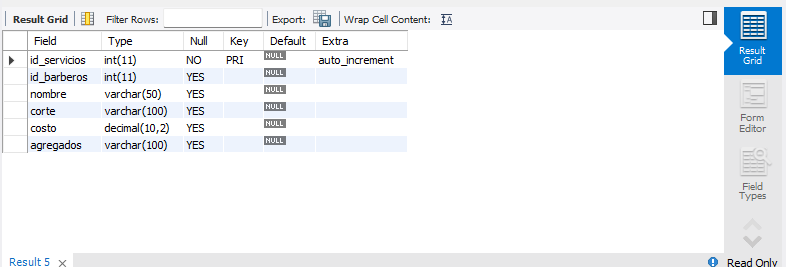 Result Grid Filter Rows: Export: Wrap Cell Content: IA
Field Type Null Key Default Extra
id_servicios int(11) NO PRI NULL auto_increment
id_barberos int(11) YES NULL
nombre varchar(50) YES NULL
corte varchar(100) YES NULL
costo decimal(10,2) YES NULL
agregados varchar(100) YES NULL
Result
Grid
Form
Editor
Field
Types
Result 5 Read Only